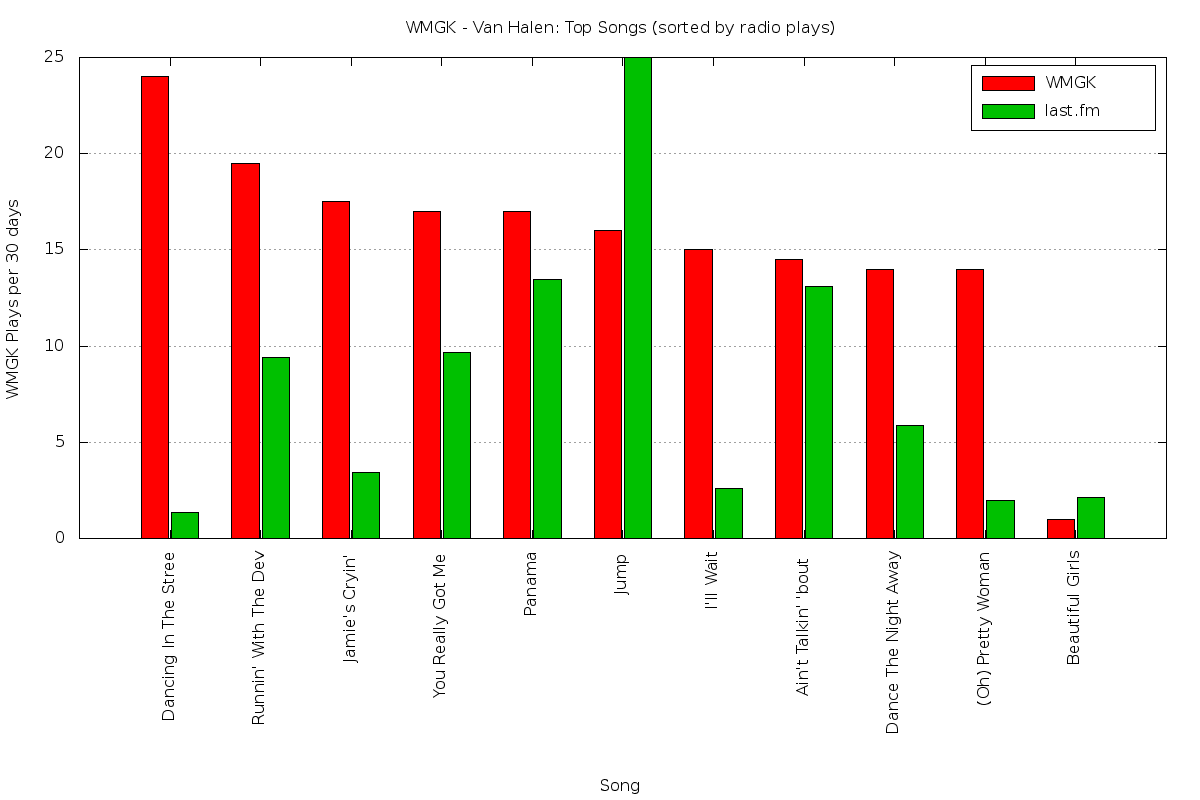 WMGK - Van Halen: Top Songs (sorted by radio plays)
WMGK
last.fm
WMGK Plays per 30 days
25
20
15
10
5
0
Dancing In The Stree
Runnin' With The Dev
Jamie's Cryin'
You Really Got Me
Panama
Jump
I'll Wait
Ain't Talkin' 'bout
Dance The Night Away
(Oh) Pretty Woman
Beautiful Girls
Song